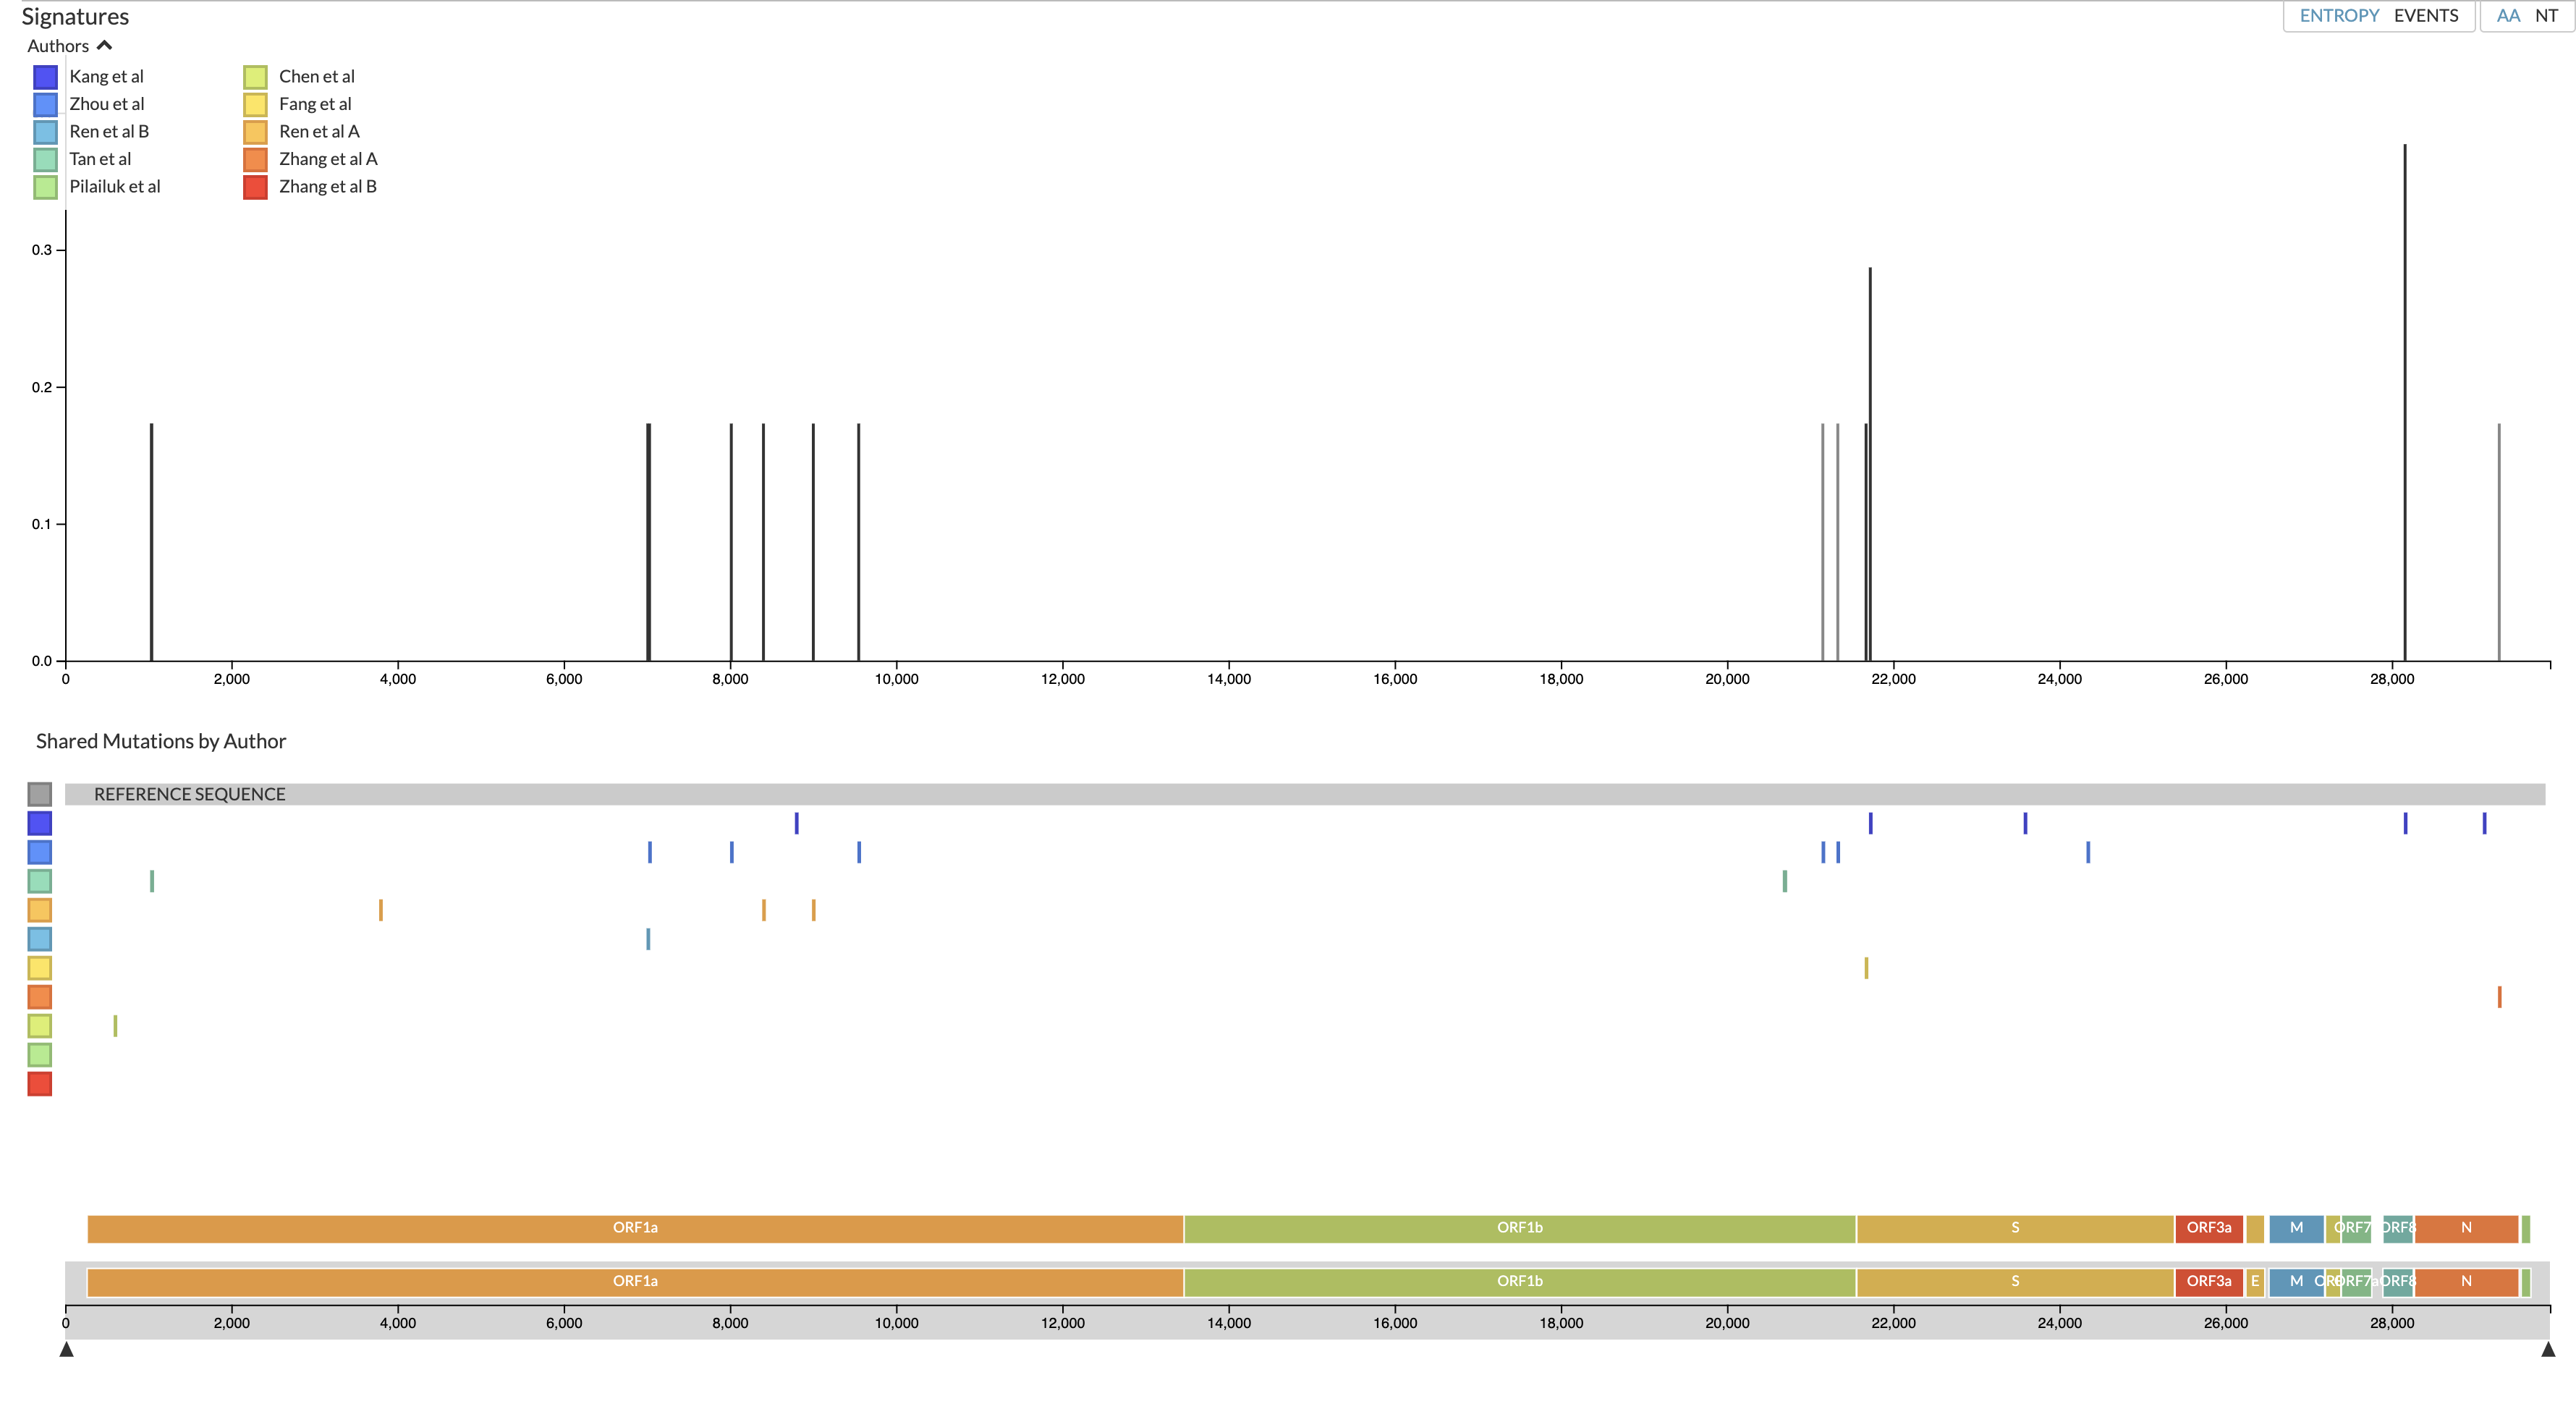 Signatures
ENTROPY EVENTS AA NT
Authors
Kang et al
Zhou et al
Ren et al B
Tan et al
Pilailuk et al
Chen et al
Fang et al
Ren et al A
Zhang et al A
Zhang et al B
0.3
0.2
0.1
0.0
0 2,000 4,000 6,000 8,000 10,000 12,000 14,000 16,000 18,000 20,000 22,000 24,000 26,000 28,000
Shared Mutations by Author
REFERENCE SEQUENCE
ORF1a ORF1b S ORF3a M ORF7 ORF8 N
ORF1a ORF1b S ORF3a E M ORF7a ORF8 N
0 2,000 4,000 6,000 8,000 10,000 12,000 14,000 16,000 18,000 20,000 22,000 24,000 26,000 28,000